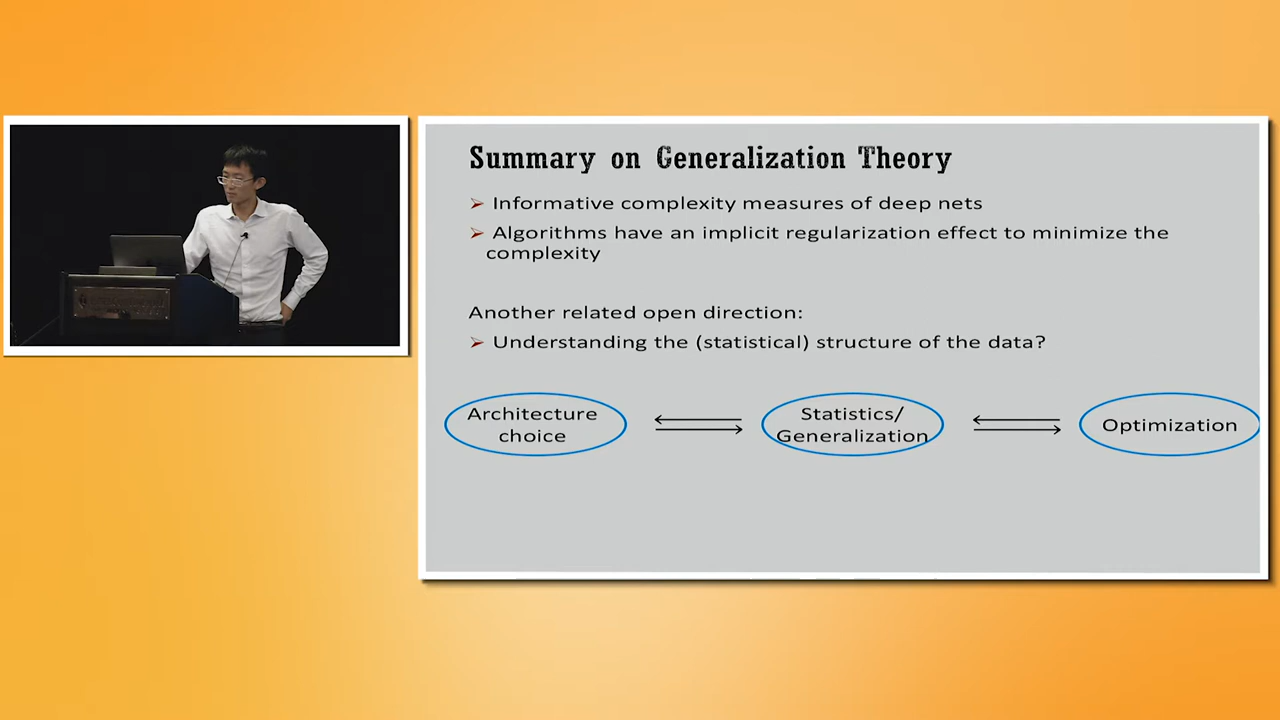 Summary on Generalization Theory
➢ Informative complexity measures of deep nets
➢ Algorithms have an implicit regularization effect to minimize the
complexity
Another related open direction:
➢ Understanding the (statistical) structure of the data?
Architecture
choice
Statistics/
Generalization
Optimization